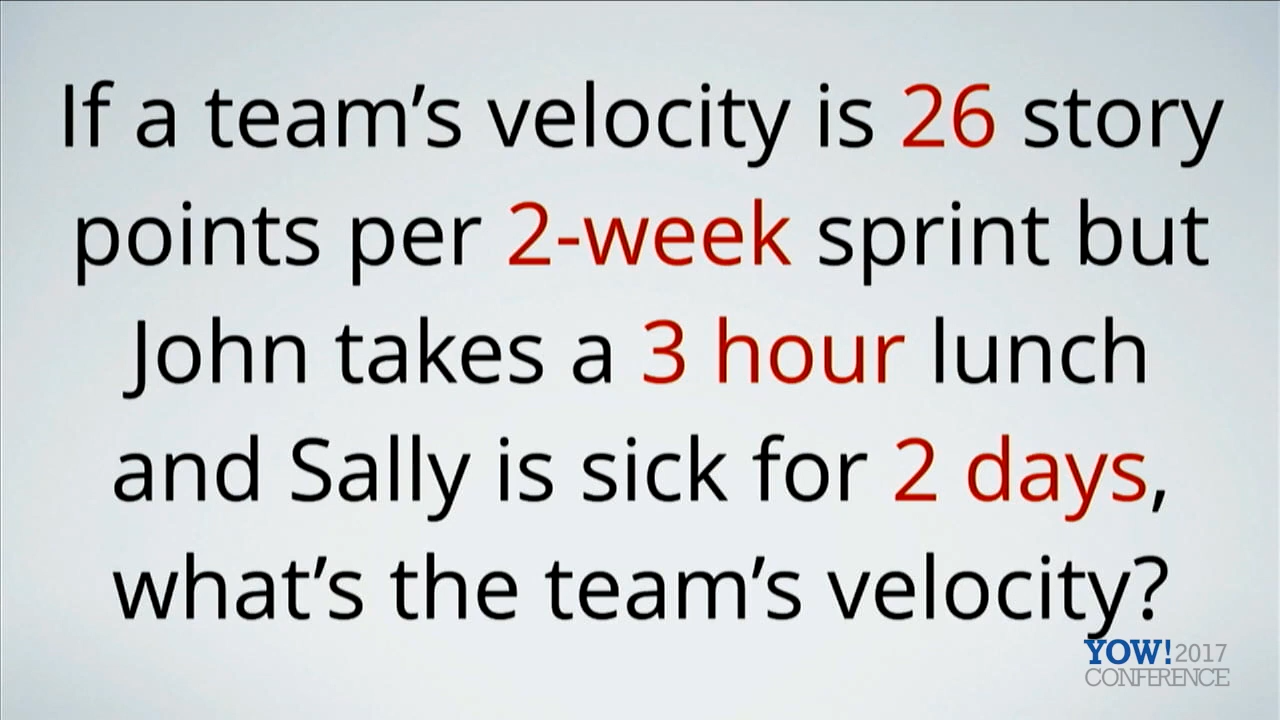 If a team’s velocity is 26 story
points per 2-week sprint but
John takes a 3 hour lunch
and Sally is sick for 2 days,
what’s the team’s velocity?
YOW! 2017
CONFERENCE